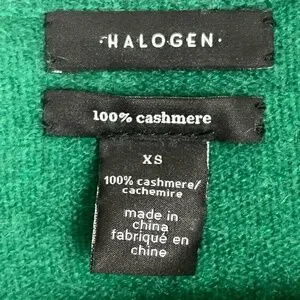 ·HALOGEN·
100% cashmere
XS
100% cashmere/
cachemire
made in
china
fabriqué en
chine